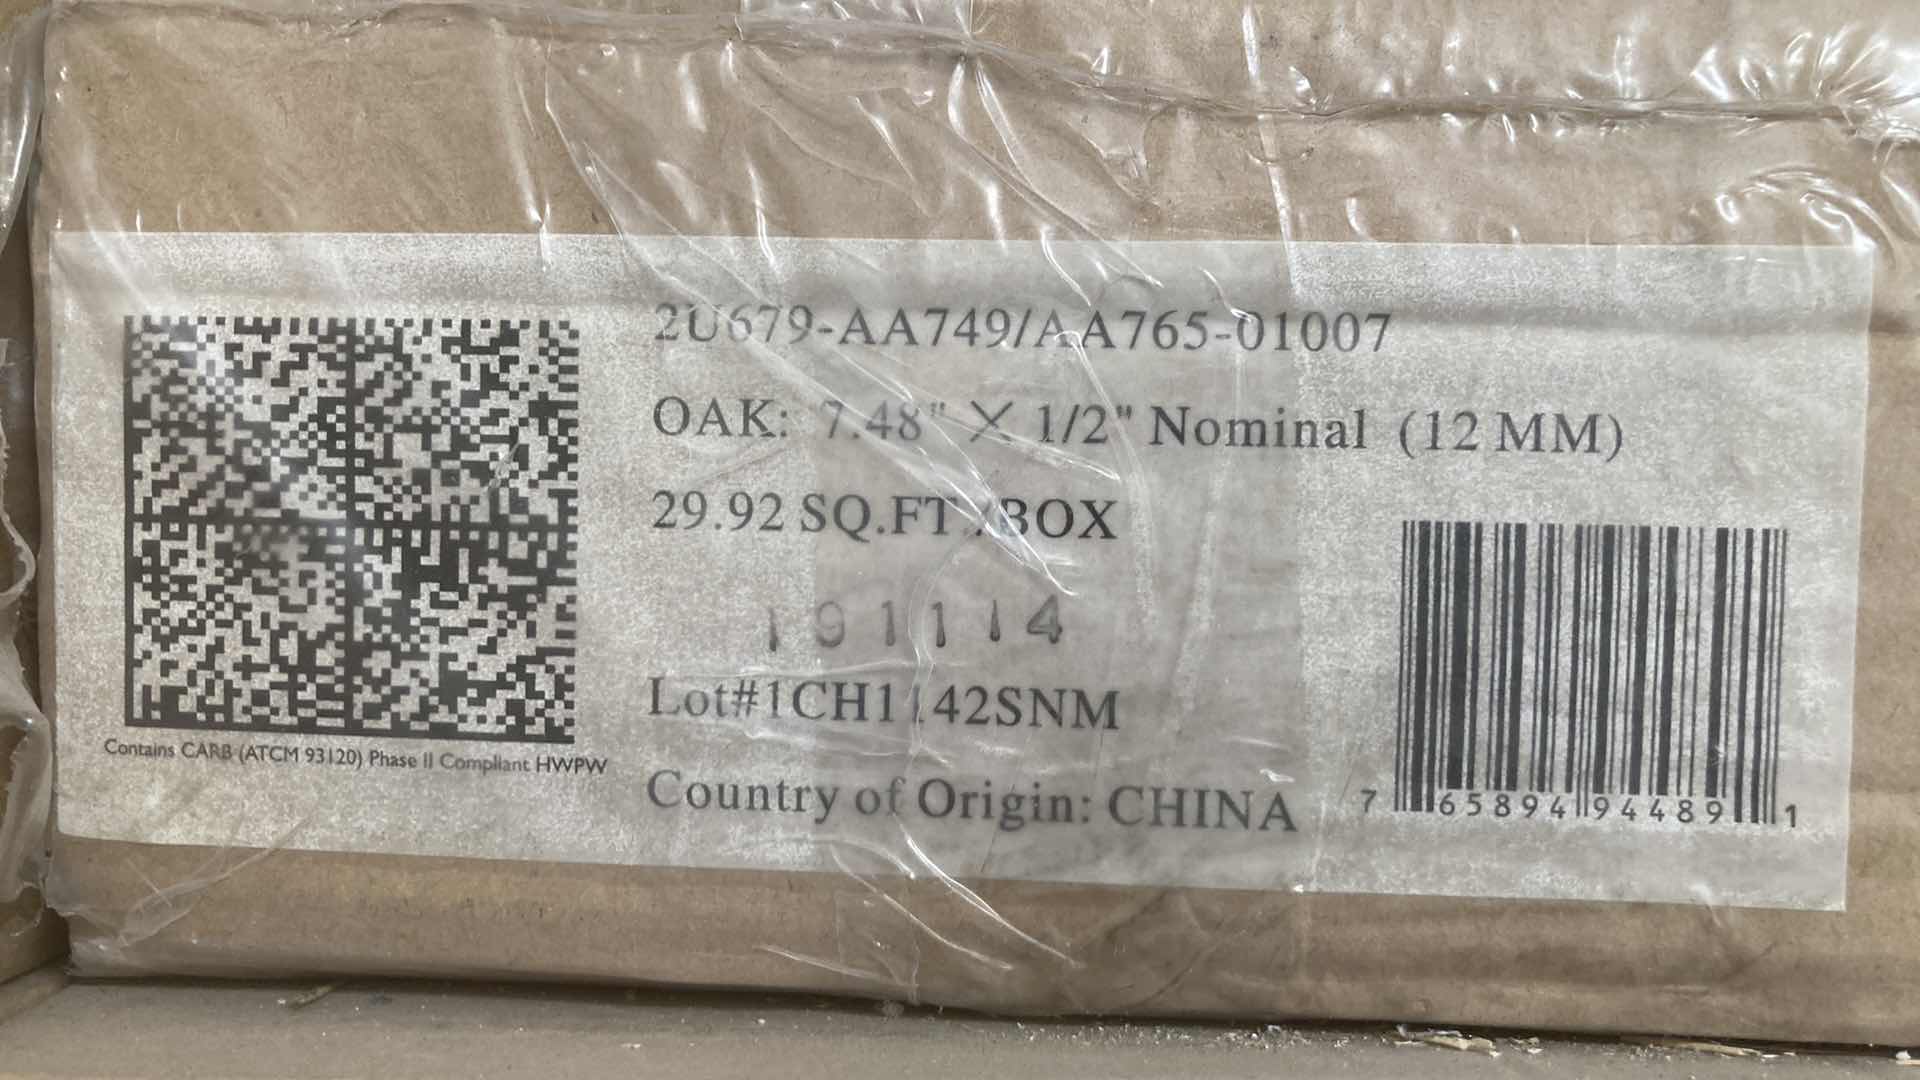 2U679-AA749/AA765-01007
OAK: 7.48" X 1/2" Nominal (12 MM)
29.92 SQ.FT./BOX
191114
Lot#1CH1142SNM
Contains CARB (ATCM 93120) Phase II Compliant HWPW
Country of Origin: CHINA
7 65894 94489 1